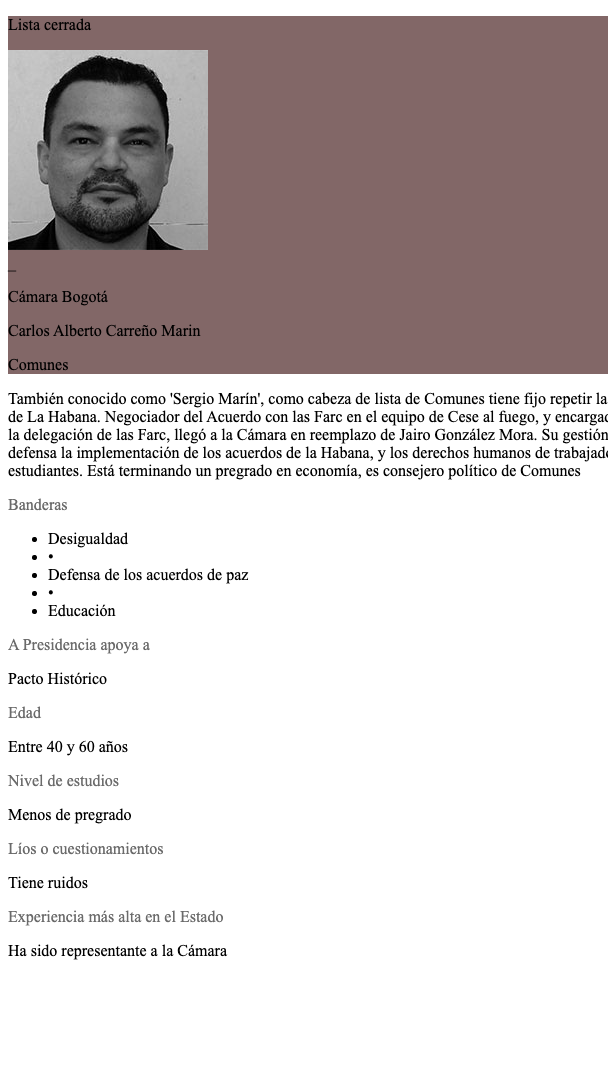 Lista cerrada
_
Cámara Bogotá
Carlos Alberto Carreño Marin
Comunes
También conocido como 'Sergio Marín', como cabeza de lista de Comunes tiene fijo repetir la
de La Habana. Negociador del Acuerdo con las Farc en el equipo de Cese al fuego, y
la delegación de las Farc, llegó a la Cámara en reemplazo de Jairo González Mora. Su gestión
defensa la implementación de los acuerdos de la Habana, y los derechos humanos de
estudiantes. Está terminando un pregrado en economía, es consejero político de Comunes
Banderas
• Desigualdad
• •
• Defensa de los acuerdos de paz
• •
• Educación
A Presidencia apoya a
Pacto Histórico
Edad
Entre 40 y 60 años
Nivel de estudios
Menos de pregrado
Líos o cuestionamientos
Tiene ruidos
Experiencia más alta en el Estado
Ha sido representante a la Cámara